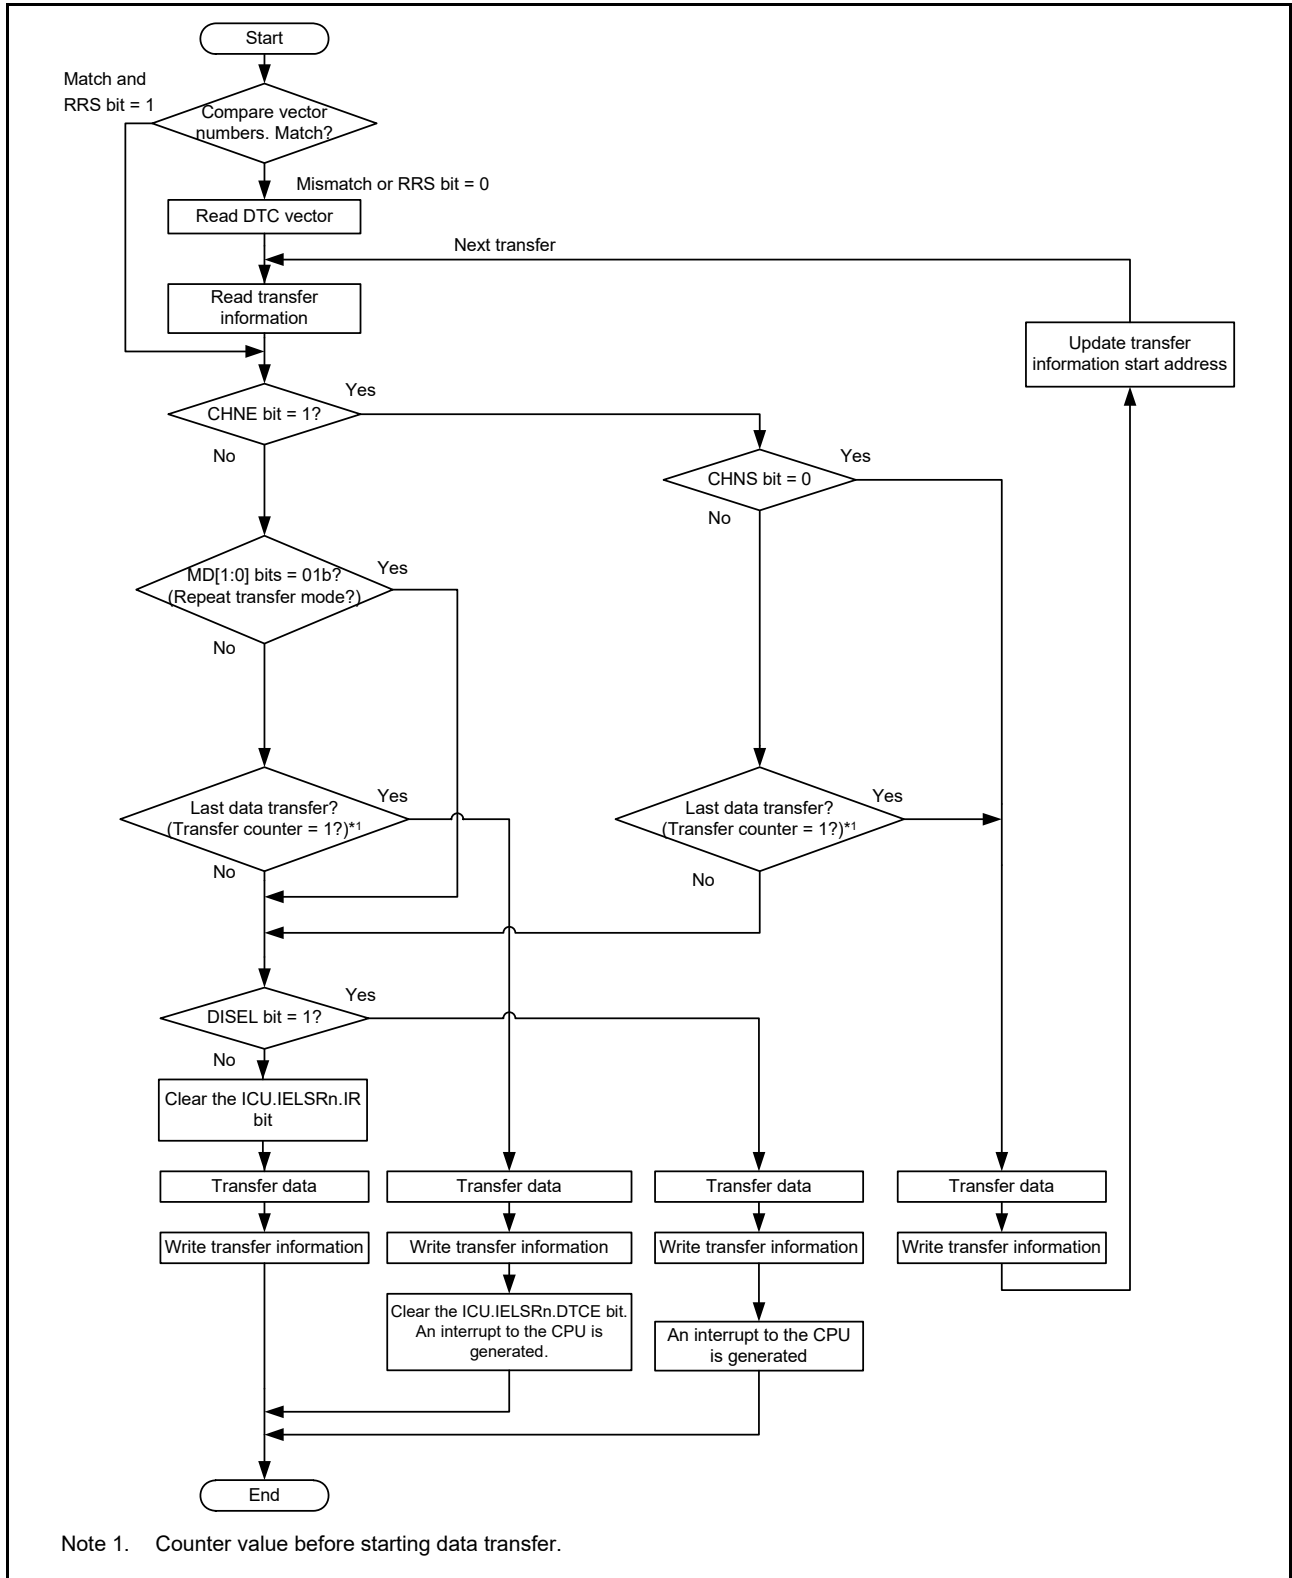 Start
Match and
RRS bit = 1
Compare vector
numbers. Match?
Mismatch or RRS bit = 0
Read DTC vector
Next transfer
Read transfer
information
Update transfer
information start address
CHNE bit = 1?
Yes
No
CHNS bit = 0
Yes
No
MD[1:0] bits = 01b?
(Repeat transfer mode?)
Yes
No
Last data transfer?
(Transfer counter = 1?)*1
Yes
No
Last data transfer?
(Transfer counter = 1?)*1
Yes
No
DISEL bit = 1?
Yes
No
Clear the ICU.IELSRn.IR
bit
Transfer data
Transfer data
Transfer data
Transfer data
Write transfer information
Write transfer information
Write transfer information
Write transfer information
Clear the ICU.IELSRn.DTCE bit.
An interrupt to the CPU is
generated.
An interrupt to the CPU
is generated
End
Note 1. Counter value before starting data transfer.